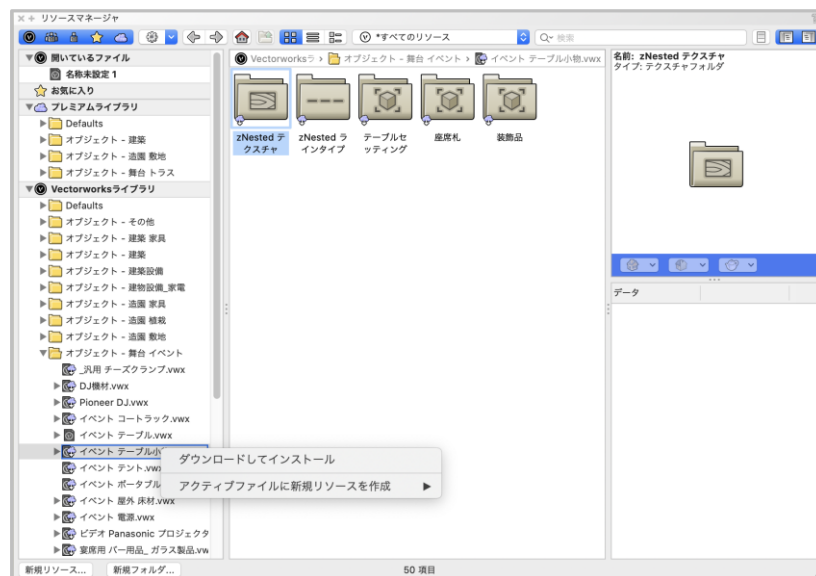 リソースマネージャ
*すべてのリソース
検索
開いているファイル
名称未設定 1
お気に入り
プレミアムライブラリ
Defaults
オブジェクト - 建築
オブジェクト - 造園 敷地
オブジェクト - 舞台 トラス
Vectorworksライブラリ
Defaults
オブジェクト - その他
オブジェクト - 建築 家具
オブジェクト - 建築
オブジェクト - 建築設備
オブジェクト - 建物設備_家電
オブジェクト - 造園 家具
オブジェクト - 造園 植栽
オブジェクト - 造園 敷地
オブジェクト - 舞台 イベント
_汎用 チーズクランプ.vwx
DJ機材.vwx
Pioneer DJ.vwx
イベント コートラック.vwx
イベント テーブル.vwx
イベント テーブル小
イベント テント.vwx
イベント ポータブル
イベント 屋外 床材.vwx
イベント 電源.vwx
ビデオ Panasonic プロジェクタ
宴席用 バー用品_ ガラス製品.vw
新規リソース...
新規フォルダ...
Vectorworksラ › オブジェクト - 舞台 イベント › イベント テーブル小物.vwx
zNested テ
クスチャ
zNested ラ
インタイプ
テーブルセ
ッティング
座席札
装飾品
ダウンロードしてインストール
アクティブファイルに新規リソースを作成
50 項目
名前: zNested テクスチャ
タイプ: テクスチャフォルダ
データ